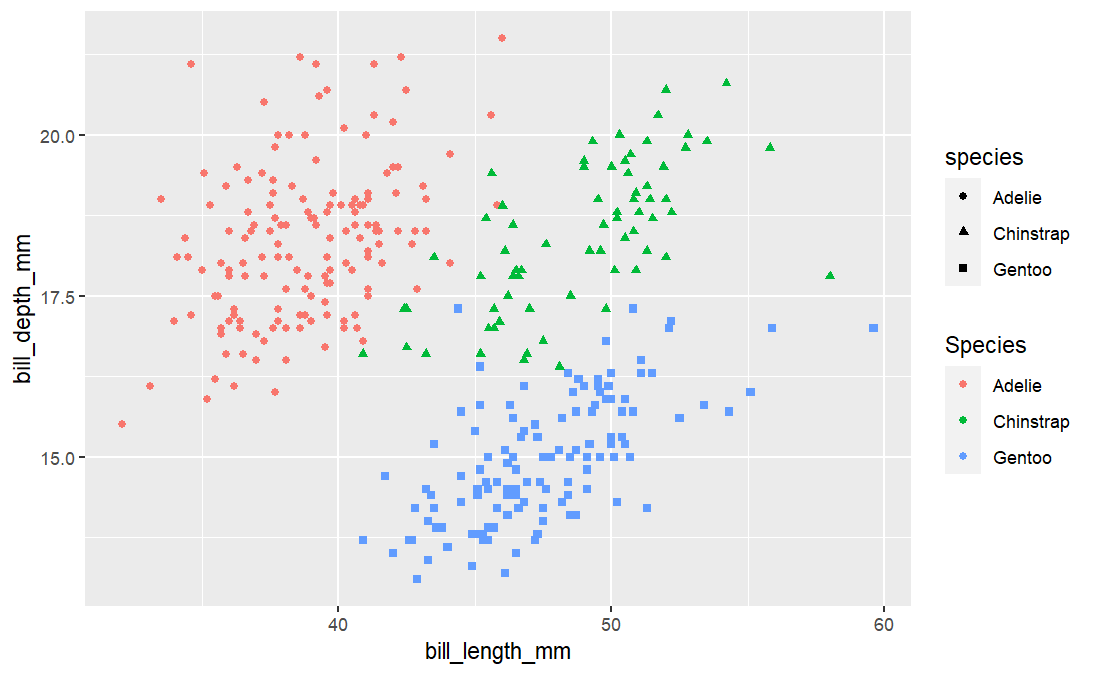 20.0
17.5
15.0
bill_depth_mm
40
50
60
bill_length_mm
species
Adelie
Chinstrap
Gentoo
Species
Adelie
Chinstrap
Gentoo